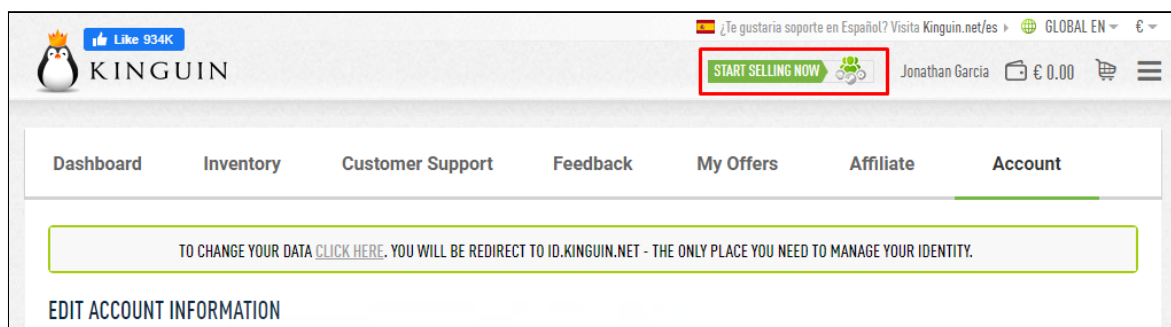 Like 934K
KINGUIN
¿Te gustaria soporte en Español? Visita Kinguin.net/es GLOBAL EN €
START SELLING NOW Jonathan Garcia € 0.00
Dashboard Inventory Customer Support Feedback My Offers Affiliate Account
TO CHANGE YOUR DATA CLICK HERE. YOU WILL BE REDIRECT TO ID.KINGUIN.NET - THE ONLY PLACE YOU NEED TO MANAGE YOUR IDENTITY.
EDIT ACCOUNT INFORMATION